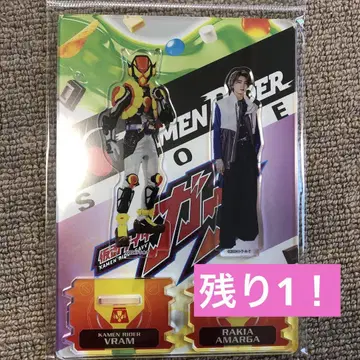 KAMEN RIDER
S
O
E
仮面ライダー
KAMEN RIDER
ガヴ
残り1！
KAMEN RIDER
VRAM
RAKIA
AMARGA